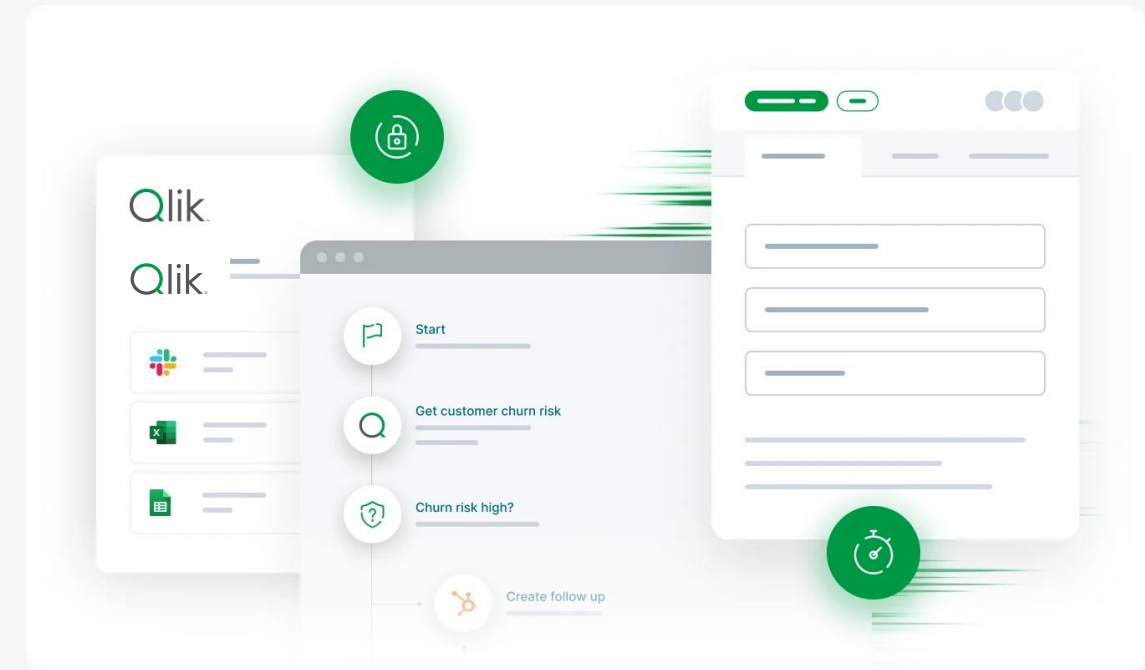 Qlik
Qlik
Start
Get customer churn risk
Churn risk high?
Create follow up